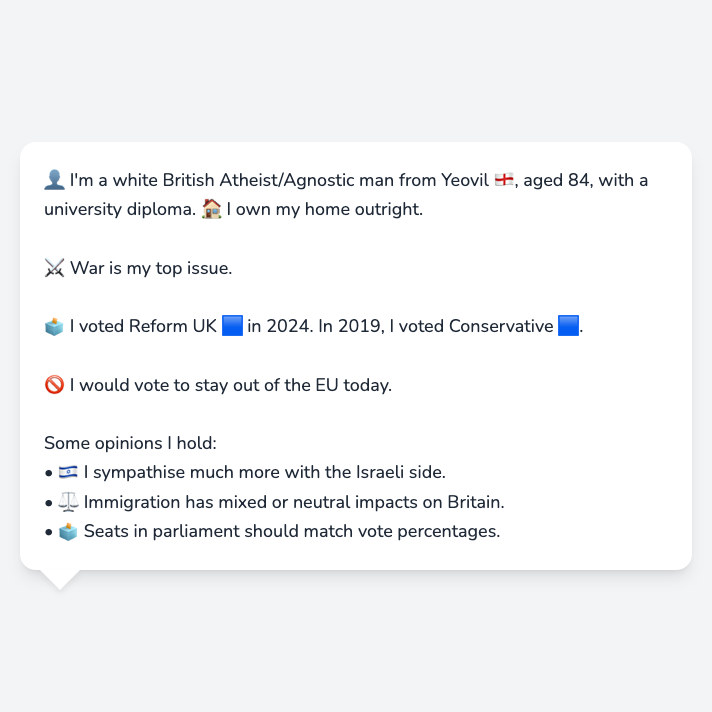 👤 I'm a white British Atheist/Agnostic man from Yeovil 🏴󠁧󠁢󠁥󠁮󠁧󠁿, aged 84, with a
university diploma. 🏠 I own my home outright.
⚔️ War is my top issue.
🗳️ I voted Reform UK 🟦 in 2024. In 2019, I voted Conservative 🟦.
🚫 I would vote to stay out of the EU today.
Some opinions I hold:
• 🇮🇱 I sympathise much more with the Israeli side.
• ⚖️ Immigration has mixed or neutral impacts on Britain.
• 🗳️ Seats in parliament should match vote percentages.